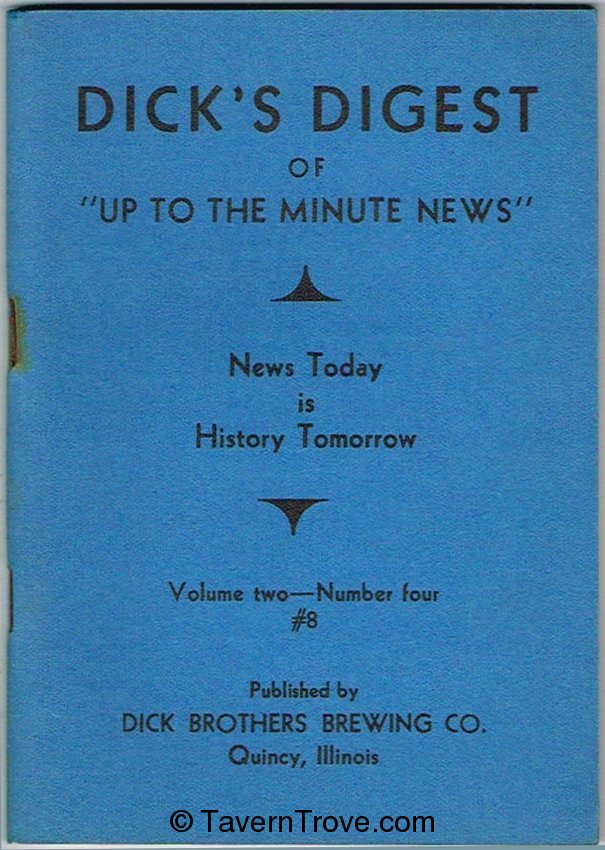 DICK'S DIGEST
OF
"UP TO THE MINUTE NEWS"
News Today
is
History Tomorrow
Volume two—Number four
#8
Published by
DICK BROTHERS BREWING CO.
Quincy, Illinois
© TavernTrove.com